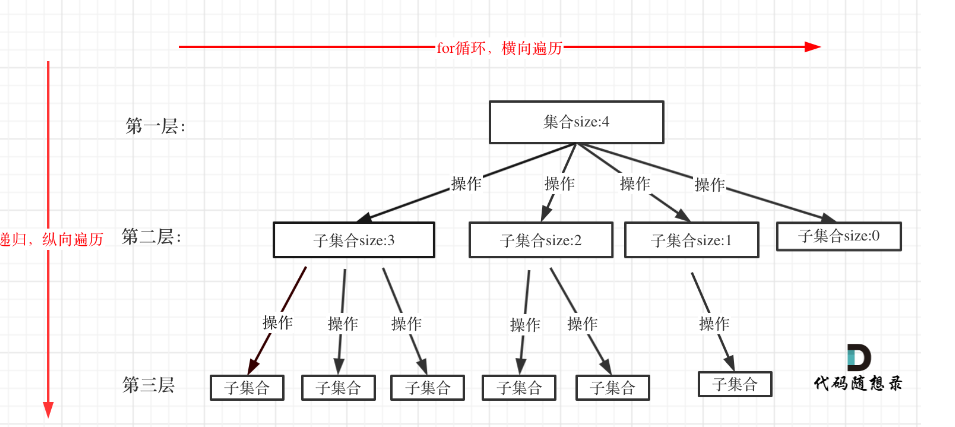 for循环，横向遍历
第一层：
集合size:4
操作 操作 操作 操作
递归，纵向遍历
第二层：
子集合size:3 子集合size:2 子集合size:1 子集合size:0
操作 操作 操作 操作 操作 操作
第三层
子集合 子集合 子集合 子集合 子集合 子集合
代码随想录